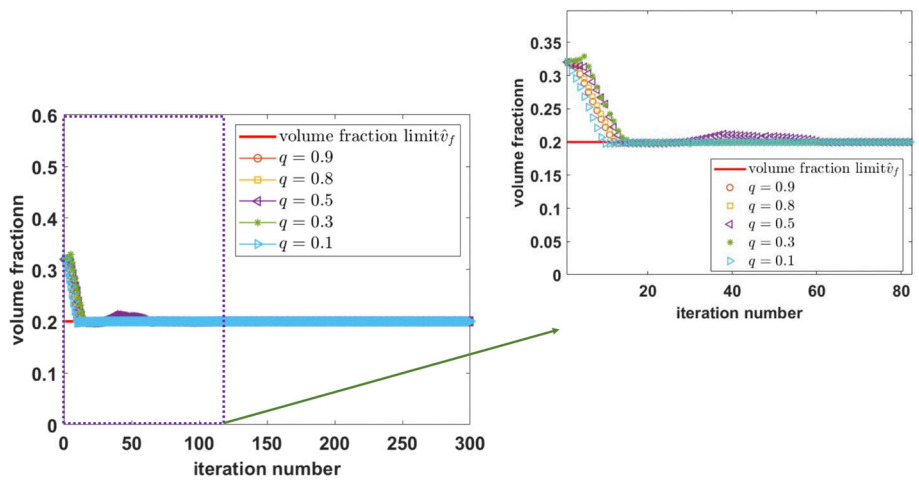 0.6
0.5
0.4
0.3
0.2
0.1
0
0
50
100
150
200
250
300
volume fractionn
iteration number
volume fraction limit v̂_f
q = 0.9
q = 0.8
q = 0.5
q = 0.3
q = 0.1
0.35
0.3
0.25
0.2
0.15
0.1
0.05
0
20
40
60
80
volume fractionn
iteration number
volume fraction limit v̂_f
q = 0.9
q = 0.8
q = 0.5
q = 0.3
q = 0.1